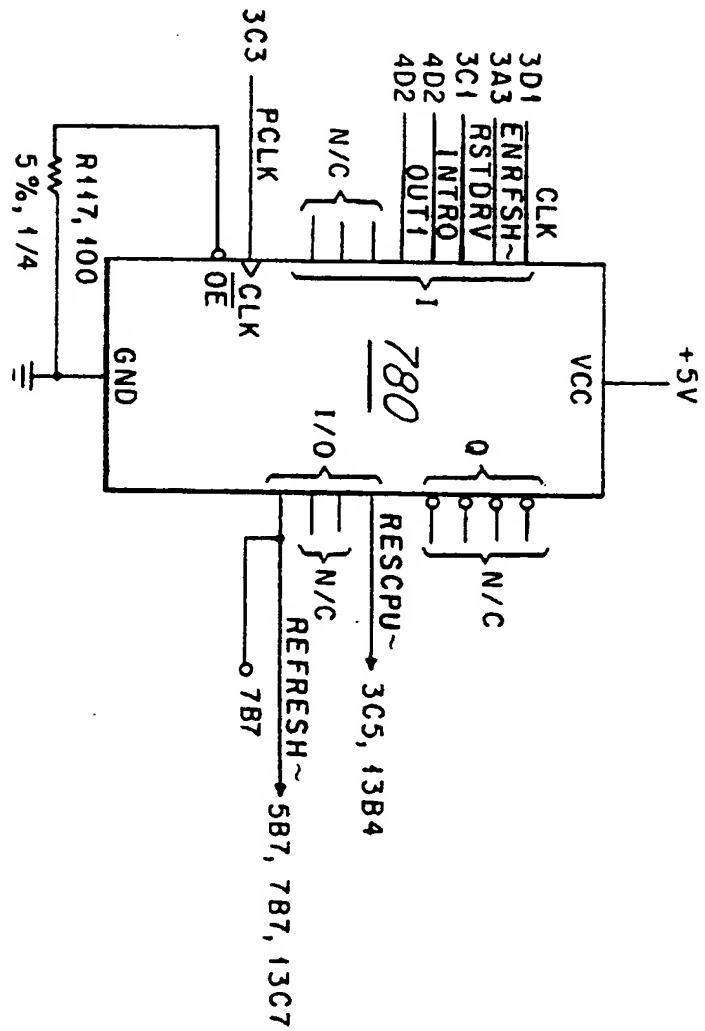 +5V
VCC
3D1 CLK
3A3 ENRFSH~
3C1 RSTDRV
4D2 INTRO
4D2 OUT1
I
N/C
Q
N/C
780
RESCPU~
3C5, 13B4
I/O
N/C
REFRESH~
5B7, 7B7, 13C7
7B7
3C3 PCLK
CLK
OE
GND
R117, 100
5%, 1/4